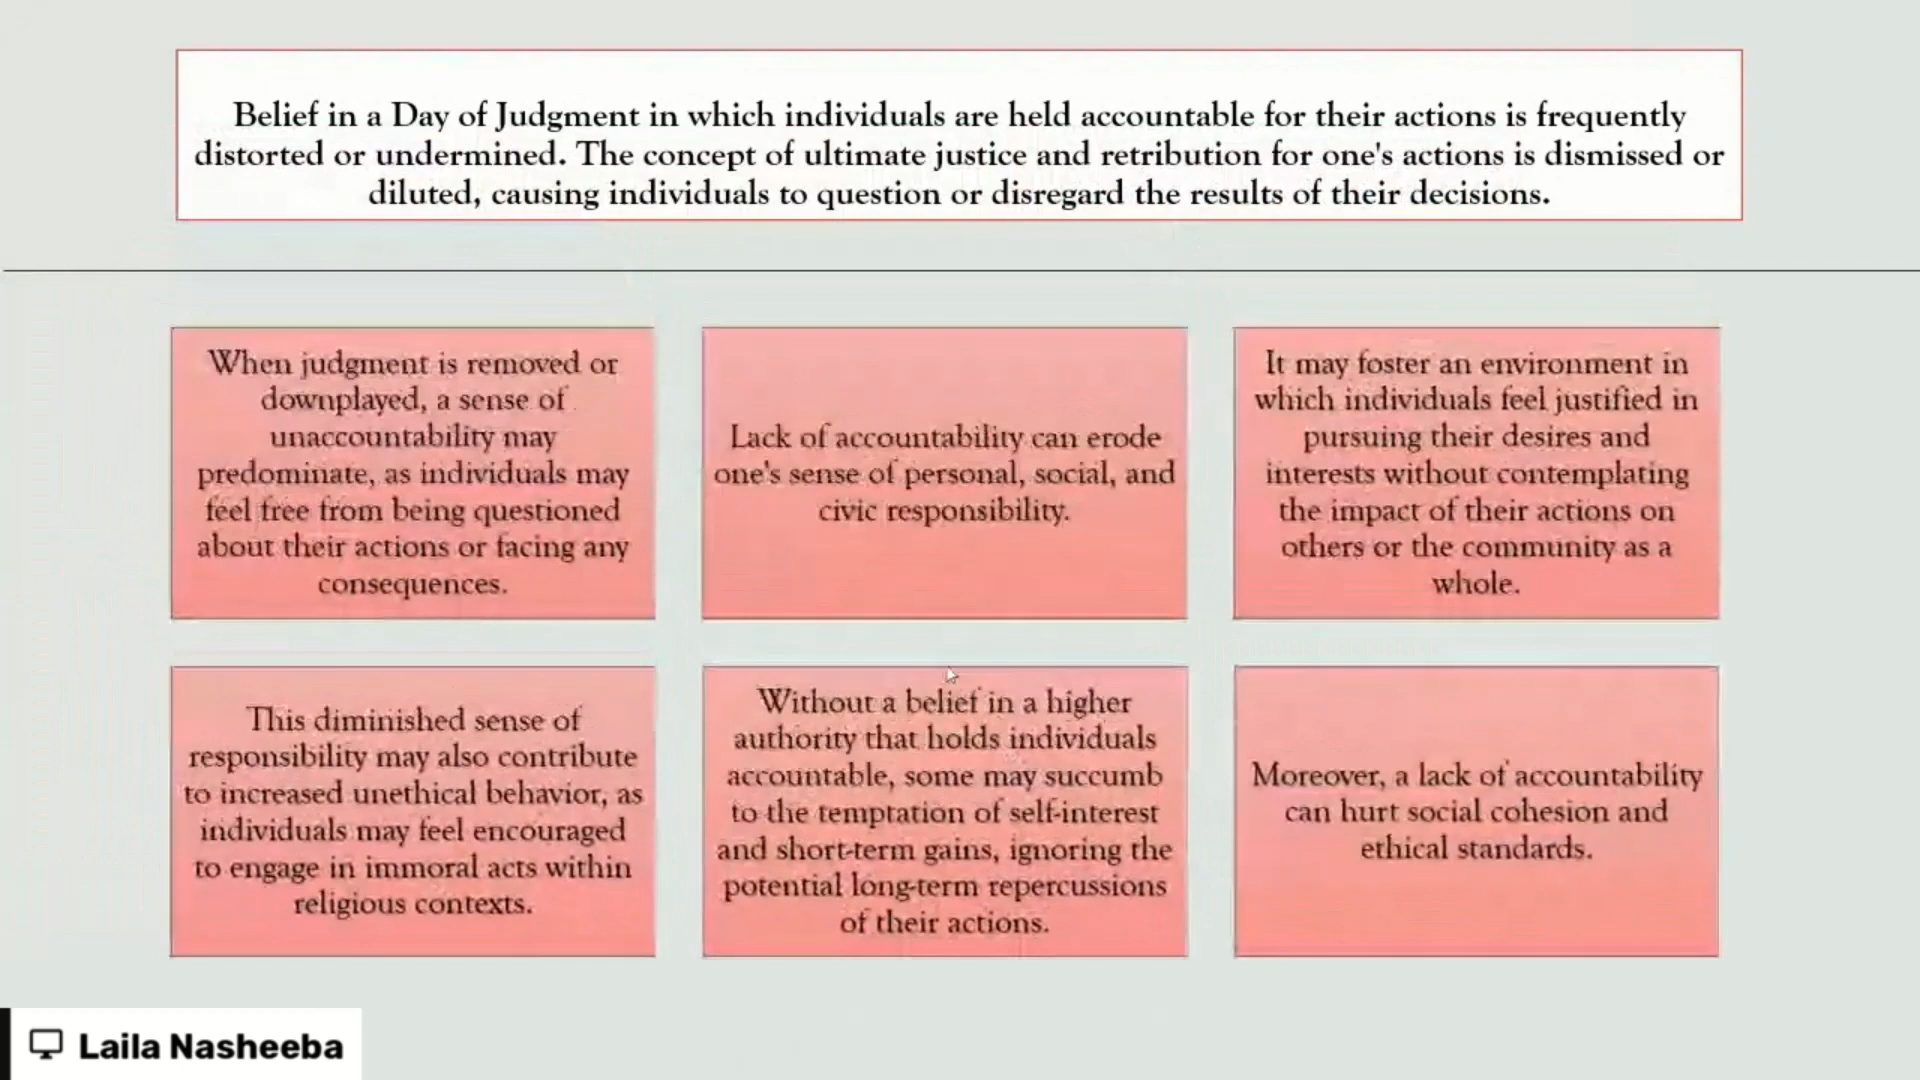 Belief in a Day of Judgment in which individuals are held accountable for their actions is frequently
distorted or undermined. The concept of ultimate justice and retribution for one's actions is dismissed or
diluted, causing individuals to question or disregard the results of their decisions.
When judgment is removed or
downplayed, a sense of
unaccountability may
predominate, as individuals may
feel free from being questioned
about their actions or facing any
consequences.
Lack of accountability can erode
one's sense of personal, social, and
civic responsibility.
It may foster an environment in
which individuals feel justified in
pursuing their desires and
interests without contemplating
the impact of their actions on
others or the community as a
whole.
This diminished sense of
responsibility may also contribute
to increased unethical behavior, as
individuals may feel encouraged
to engage in immoral acts within
religious contexts.
Without a belief in a higher
authority that holds individuals
accountable, some may succumb
to the temptation of self-interest
and short-term gains, ignoring the
potential long-term repercussions
of their actions.
Moreover, a lack of accountability
can hurt social cohesion and
ethical standards.
Laila Nasheeba